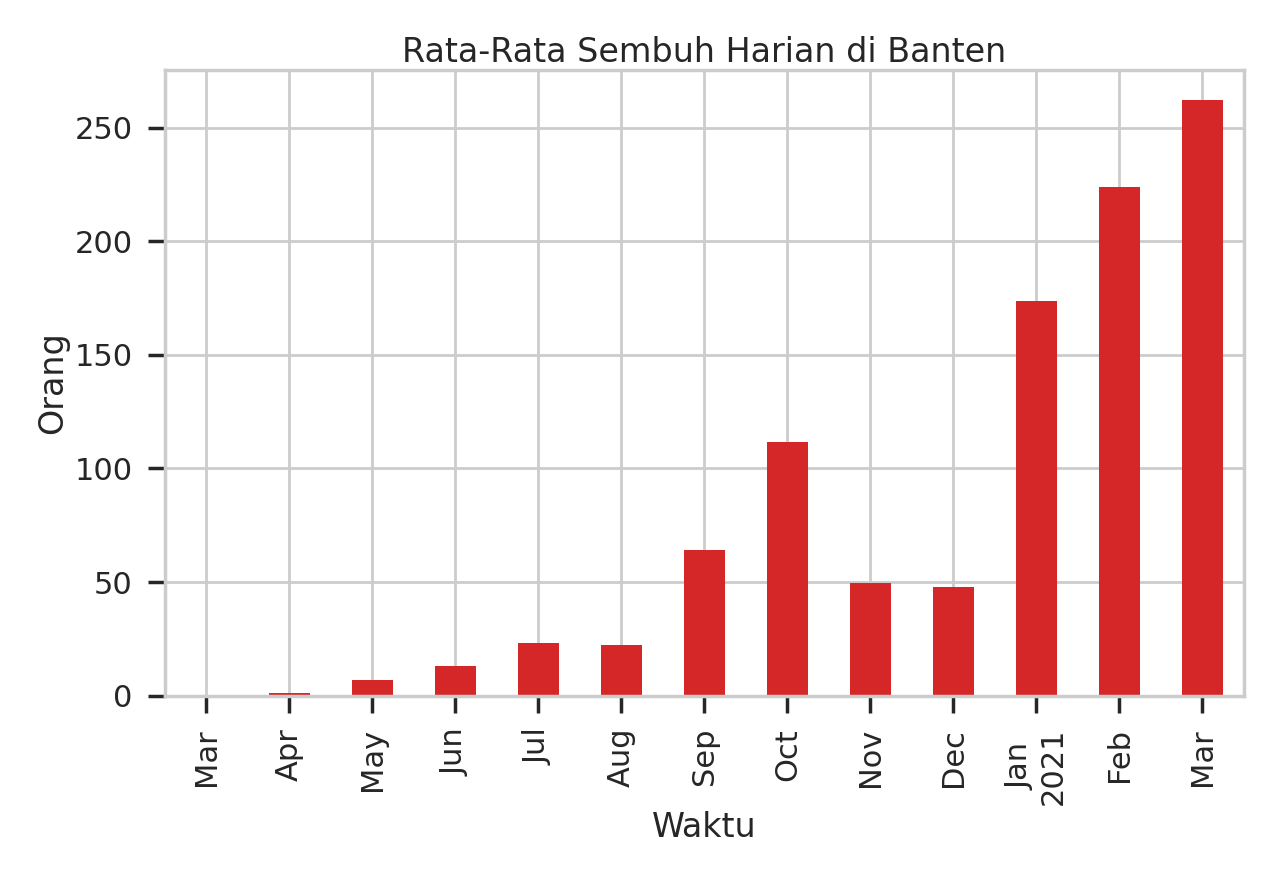 Rata-Rata Sembuh Harian di Banten
250
200
150
100
50
0
Orang
Mar
Apr
May
Jun
Jul
Aug
Sep
Oct
Nov
Dec
Jan
2021
Feb
Mar
Waktu